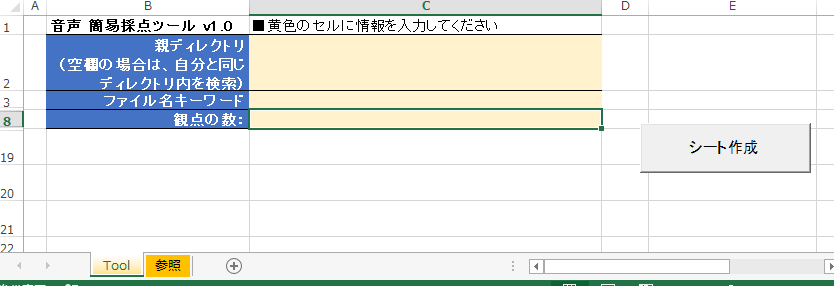 A B C D E
1 音声 簡易採点ツール v1.0 ■黄色のセルに情報を入力してください
親ディレクトリ
（空欄の場合は、自分と同じ
2 ディレクトリ内を検索）
3 ファイル名キーワード
8 観点の数：
シート作成
19
20
21
22
Tool 参照